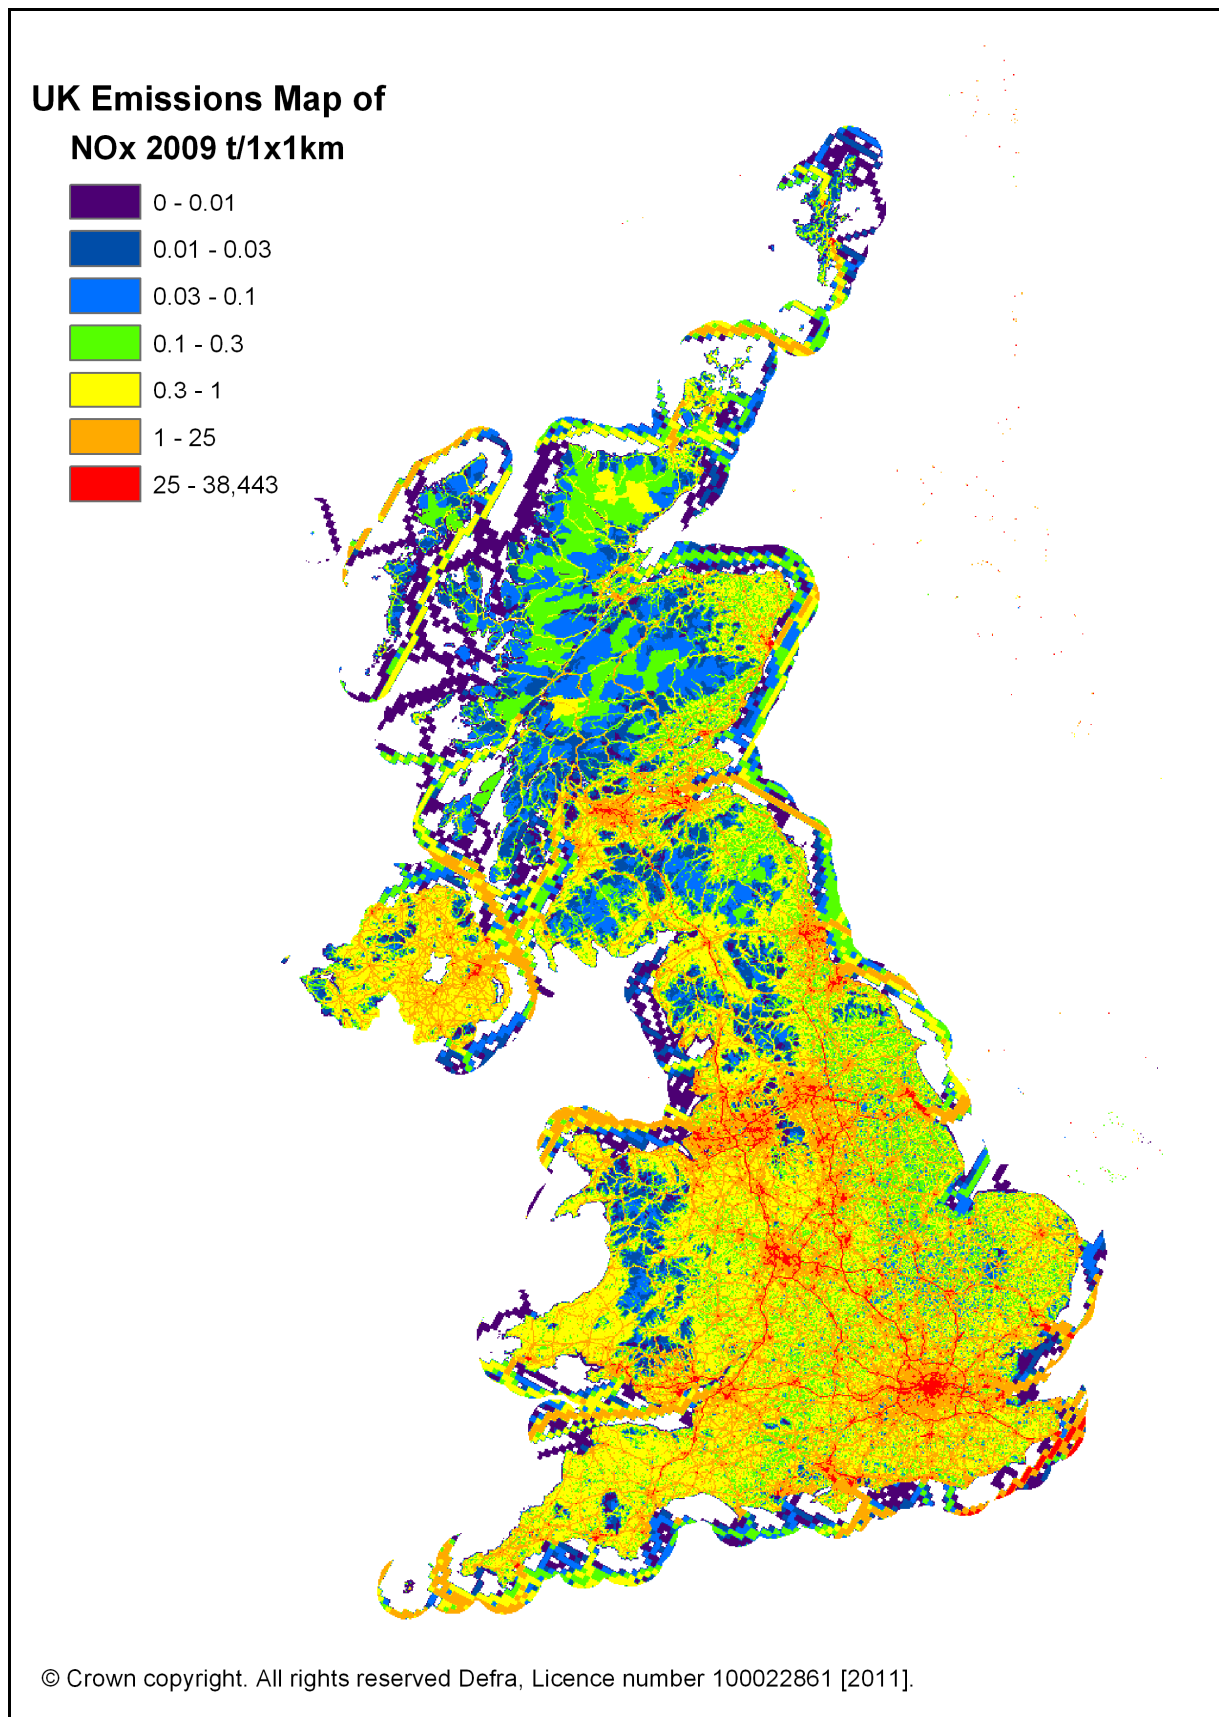 UK Emissions Map of
NOx 2009 t/1x1km
0 - 0.01
0.01 - 0.03
0.03 - 0.1
0.1 - 0.3
0.3 - 1
1 - 25
25 - 38,443
© Crown copyright. All rights reserved Defra, Licence number 100022861 [2011].